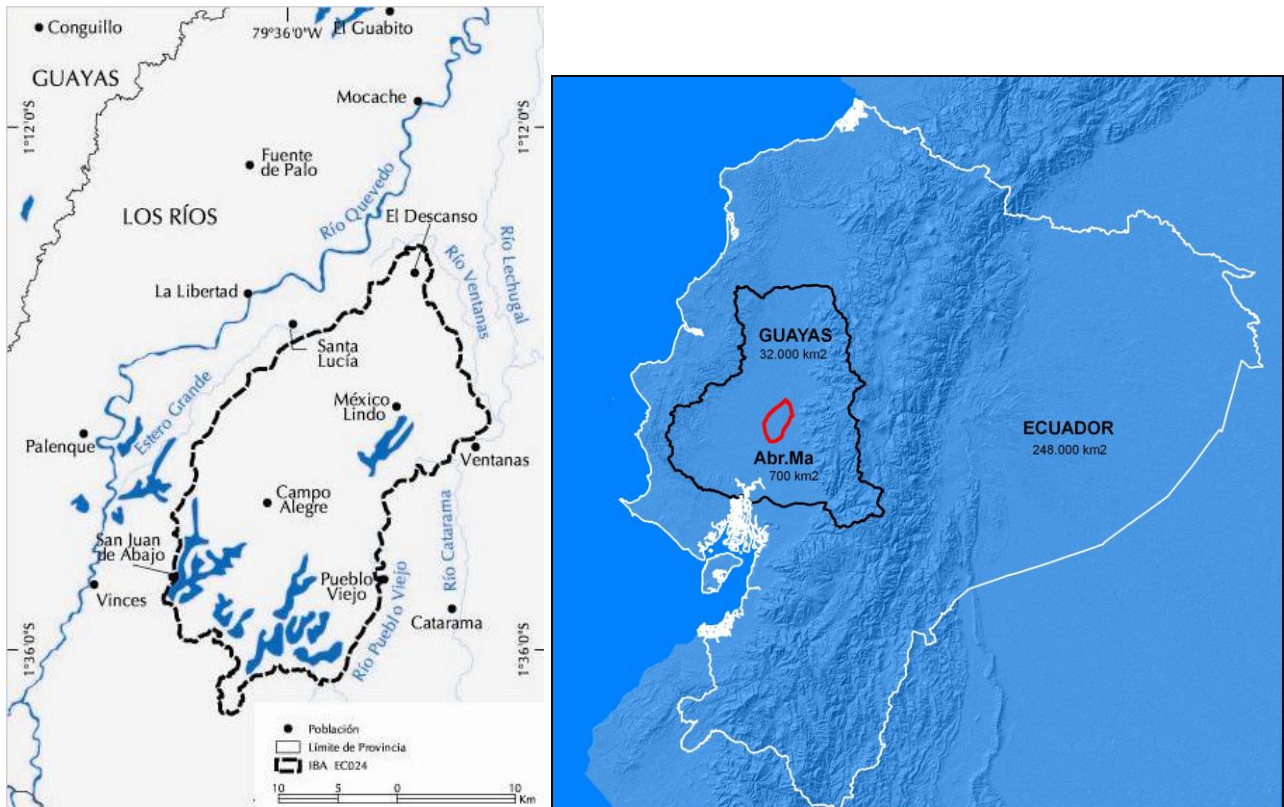 Conguillo
79°36'0"W
El Guabito
GUAYAS
Mocache
1°12'0"S
1°12'0"S
Fuente
de Palo
LOS RÍOS
Río Quevedo
El Descanso
Río Ventanas
Río Lechugal
La Libertad
Santa
Lucía
Estero Grande
México
Lindo
Palenque
Ventanas
Campo
Alegre
San Juan
de Abajo
Pueblo
Viejo
Río Catarama
Vinces
Catarama
Río Pueblo Viejo
1°36'0"S
1°36'0"S
Población
Límite de Provincia
IBA EC024
10 5 0 10
Km
GUAYAS
32.000 km2
Abr.Ma
700 km2
ECUADOR
248.000 km2